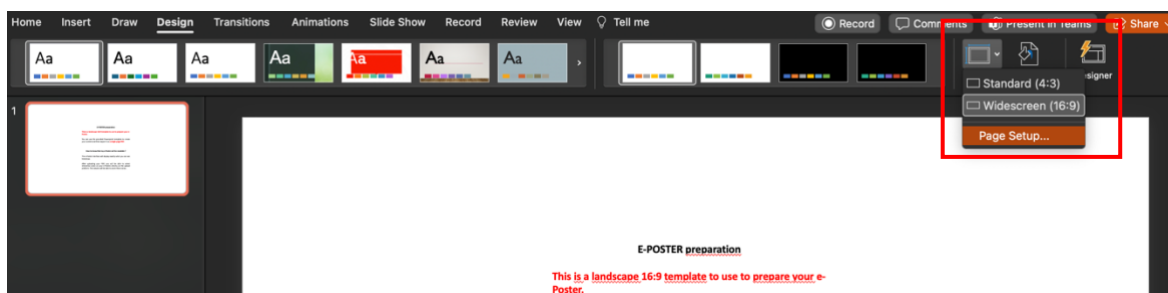 Home Insert Draw Design Transitions Animations Slide Show Record Review View Tell me Record Comments Present in Teams Share
Aa Aa Aa Aa Aa Aa Aa
signer
Standard (4:3)
Widescreen (16:9)
Page Setup...
1
E-POSTER preparation
This is a landscape 16:9 template to use to prepare your e-
Poster.